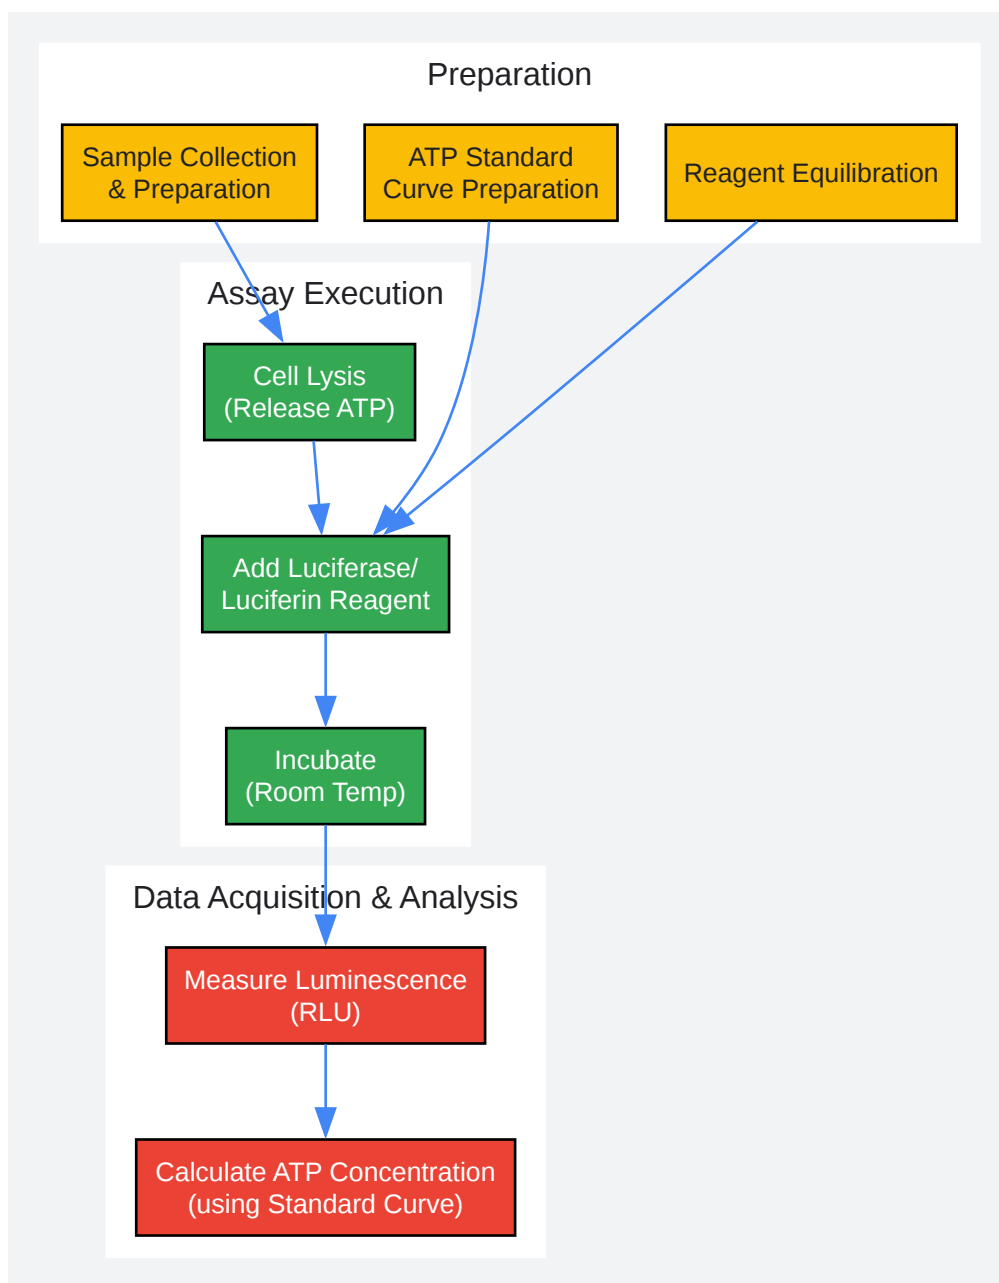 Preparation
Sample Collection
& Preparation
ATP Standard
Curve Preparation
Reagent Equilibration
Assay Execution
Cell Lysis
(Release ATP)
Add Luciferase/
Luciferin Reagent
Incubate
(Room Temp)
Data Acquisition & Analysis
Measure Luminescence
(RLU)
Calculate ATP Concentration
(using Standard Curve)